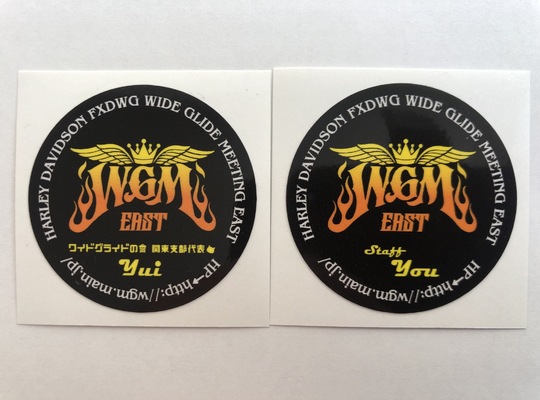 HARLEY DAVIDSON FXDWG WIDE GLIDE MEETING EAST
W.G.M
EAST
ワイドグライドの会 関東支部代表
Yui
HP→http://wgm.main.jp/
HARLEY DAVIDSON FXDWG WIDE GLIDE MEETING EAST
W.G.M
EAST
Staff
You
HP→http://wgm.main.jp/